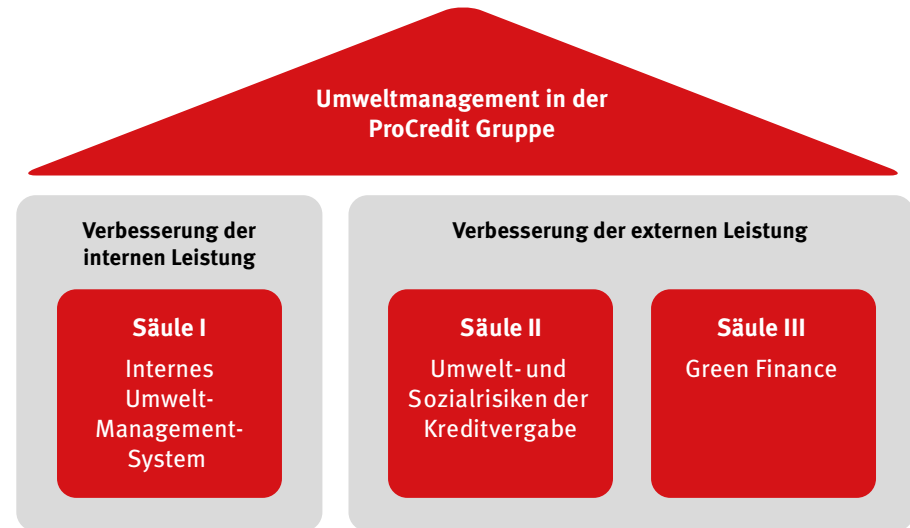 Umweltmanagement in der
ProCredit Gruppe
Verbesserung der
internen Leistung
Säule I
Internes
Umwelt-
Management-
System
Verbesserung der externen Leistung
Säule II
Umwelt- und
Sozialrisiken der
Kreditvergabe
Säule III
Green Finance